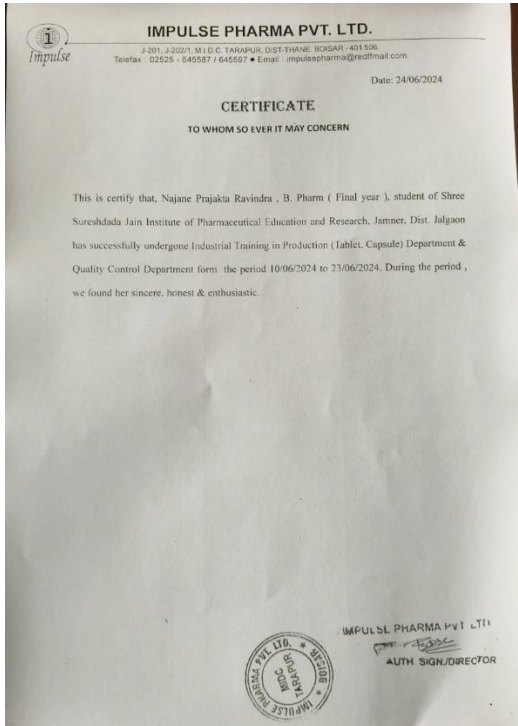 i
Impulse
IMPULSE PHARMA PVT. LTD.
J-201, J-202/1, M.I.D.C. TARAPUR, DIST-THANE. BOISAR - 401 506.
Telefax : 02525 - 645587 / 645597 ● Email : impulsepharma@rediffmail.com
Date: 24/06/2024
CERTIFICATE
TO WHOM SO EVER IT MAY CONCERN
This is certify that, Najane Prajakta Ravindra , B. Pharm ( Final year ), student of Shree
Sureshdada Jain Institute of Pharmaceutical Education and Research, Jamner, Dist. Jalgaon
has successfully undergone Industrial Training in Production (Tablet, Capsule) Department &
Quality Control Department form the period 10/06/2024 to 23/06/2024. During the period ,
we found her sincere, honest & enthusiastic.
IMPULSE PHARMA PVT LTD
AUTH. SIGN./DIRECTOR
IMPULSE PHARMA PVT. LTD. * BOISAR *
MIDC
TARAPUR